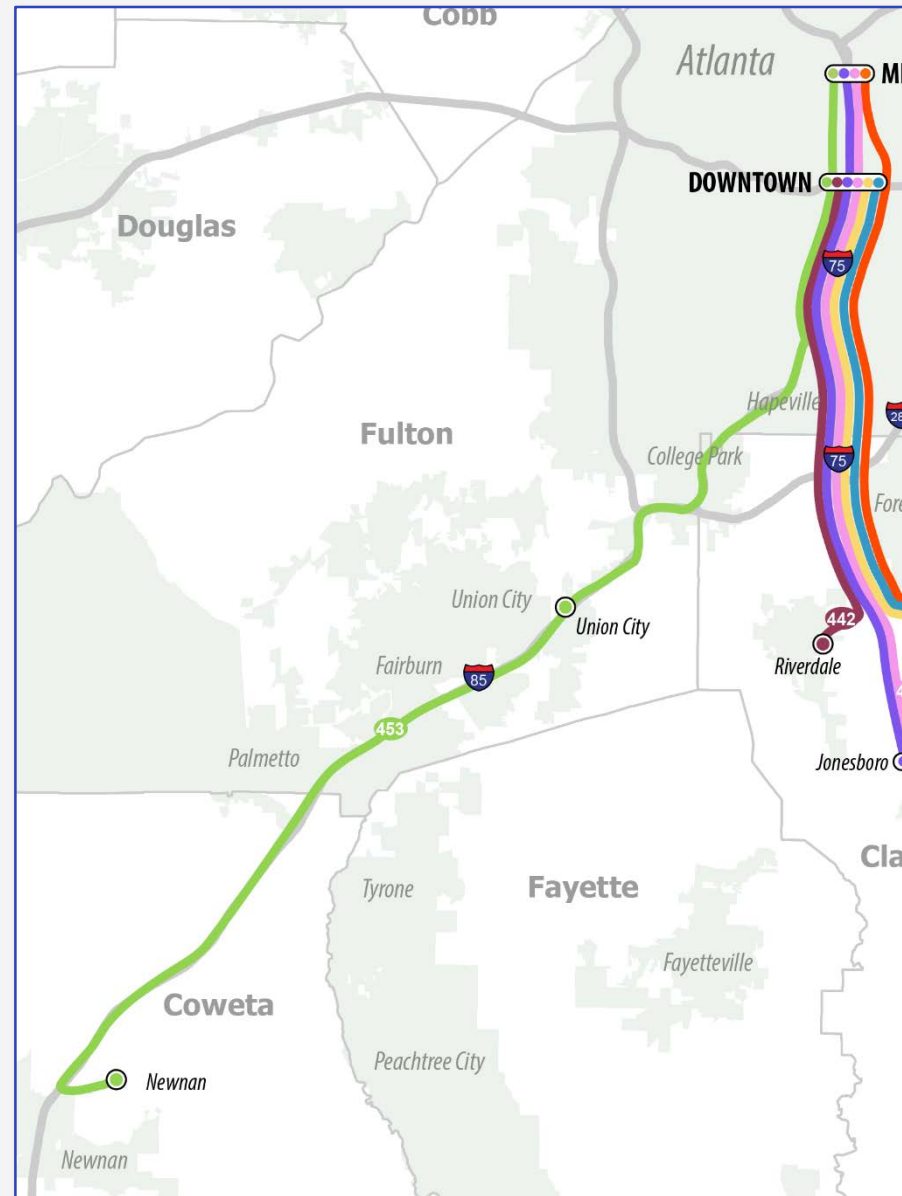 Cobb
Atlanta
DOWNTOWN
Douglas
75
Hapeville
Fulton
College Park
75
Union City
Union City
442
Riverdale
Fairburn
85
453
Palmetto
Jonesboro
Tyrone
Fayette
Fayetteville
Coweta
Peachtree City
Newnan
Newnan